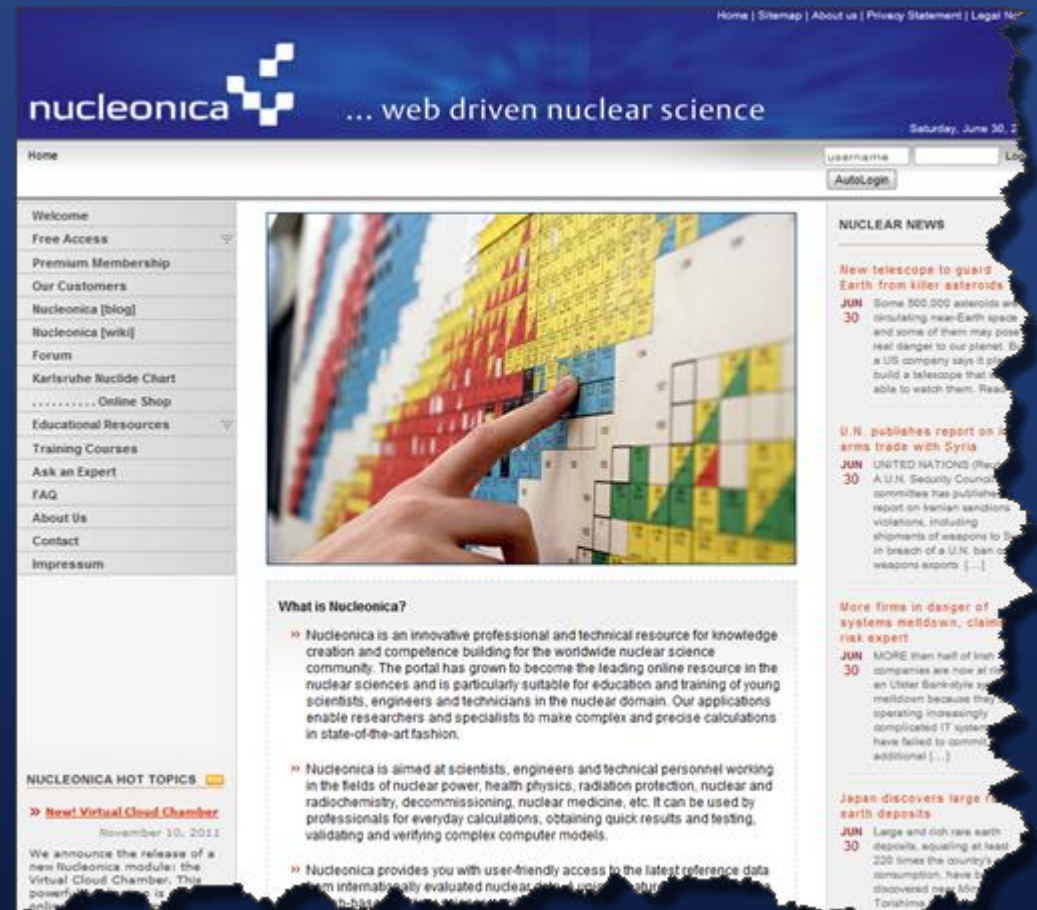 Home | Sitemap | About us | Privacy Statement | Legal
nucleonica
... web driven nuclear science
Saturday, June 30,
Home
username
AutoLogin
Welcome
Free Access
Premium Membership
Our Customers
Nucleonica [blog]
Nucleonica [wiki]
Forum
Karlsruhe Nuclide Chart
.......... Online Shop
Educational Resources
Training Courses
Ask an Expert
FAQ
About Us
Contact
Impressum
NUCLEONICA HOT TOPICS
» New! Virtual Cloud Chamber
November 10, 2011
We announce the release of a
new Nucleonica module: the
Virtual Cloud Chamber. This
What is Nucleonica?
» Nucleonica is an innovative professional and technical resource for knowledge
creation and competence building for the worldwide nuclear science
community. The portal has grown to become the leading online resource in the
nuclear sciences and is particularly suitable for education and training of young
scientists, engineers and technicians in the nuclear domain. Our applications
enable researchers and specialists to make complex and precise calculations
in state-of-the-art fashion.
» Nucleonica is aimed at scientists, engineers and technical personnel working
in the fields of nuclear power, health physics, radiation protection, nuclear and
radiochemistry, decommissioning, nuclear medicine, etc. It can be used by
professionals for everyday calculations, obtaining quick results and testing,
validating and verifying complex computer models.
» Nucleonica provides you with user-friendly access to the latest reference data
internationally evaluated nuclear
NUCLEAR NEWS
New telescope to guard
Earth from killer asteroids
JUN 30
Some 500,000 asteroids are
circulating near-Earth space
and some of them may pose
real danger to our planet.
a US company says it
build a telescope that
able to watch them.
U.N. publishes report on
arms trade with Syria
JUN 30
UNITED NATIONS
A U.N. Security Council
committee has published
report on Iranian sanctions
violations, including
shipments of weapons to
in breach of a U.N. ban on
weapons exports [...]
More firms in danger of
systems meltdown, claims
risk expert
JUN 30
MORE than half of Irish
companies are now at
an Ulster Bank-style
meltdown because they
operating increasingly
complicated IT systems
have failed to commit
additional [...]
Japan discovers large
earth deposits
JUN 30
Large and rich rare earth
deposits, equaling at least
220 times the country's
consumption, have
discovered near
Torishima